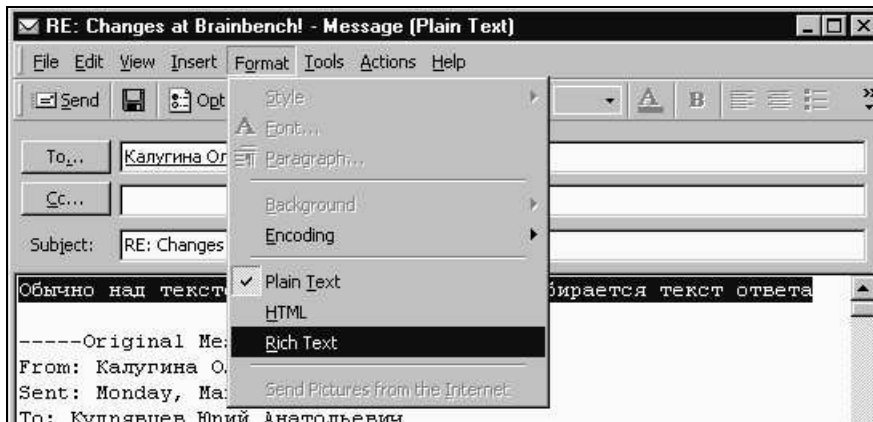 RE: Changes at Brainbench! - Message (Plain Text)
File Edit View Insert Format Tools Actions Help
Send Opt A B
Style
Font...
Paragraph...
Background
Encoding
Plain Text
HTML
Rich Text
Send Pictures from the Internet
To...
Калугина Ол
Cc...
Subject:
RE: Changes
Обычно над тексто бирается текст ответа
-----Original Me
From: Калугина О
Sent: Monday, Ma
To: Кудрявцев Юрий Анатольевич